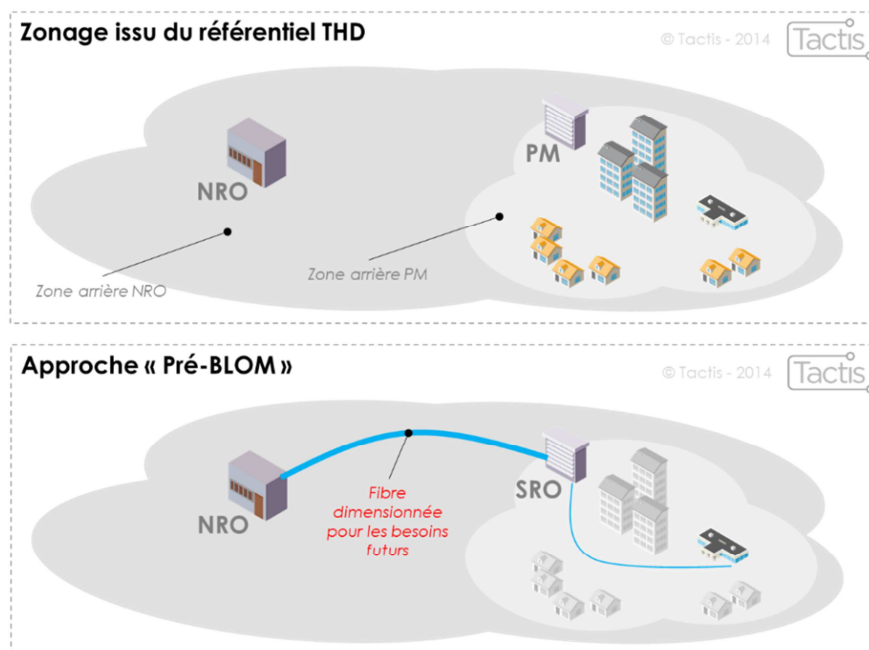 Zonage issu du référentiel THD
© Tactis - 2014
Tactis
NRO
PM
Zone arrière NRO
Zone arrière PM
Approche « Pré-BLOM »
© Tactis - 2014
Tactis
NRO
SRO
Fibre
dimensionnée
pour les besoins
futurs